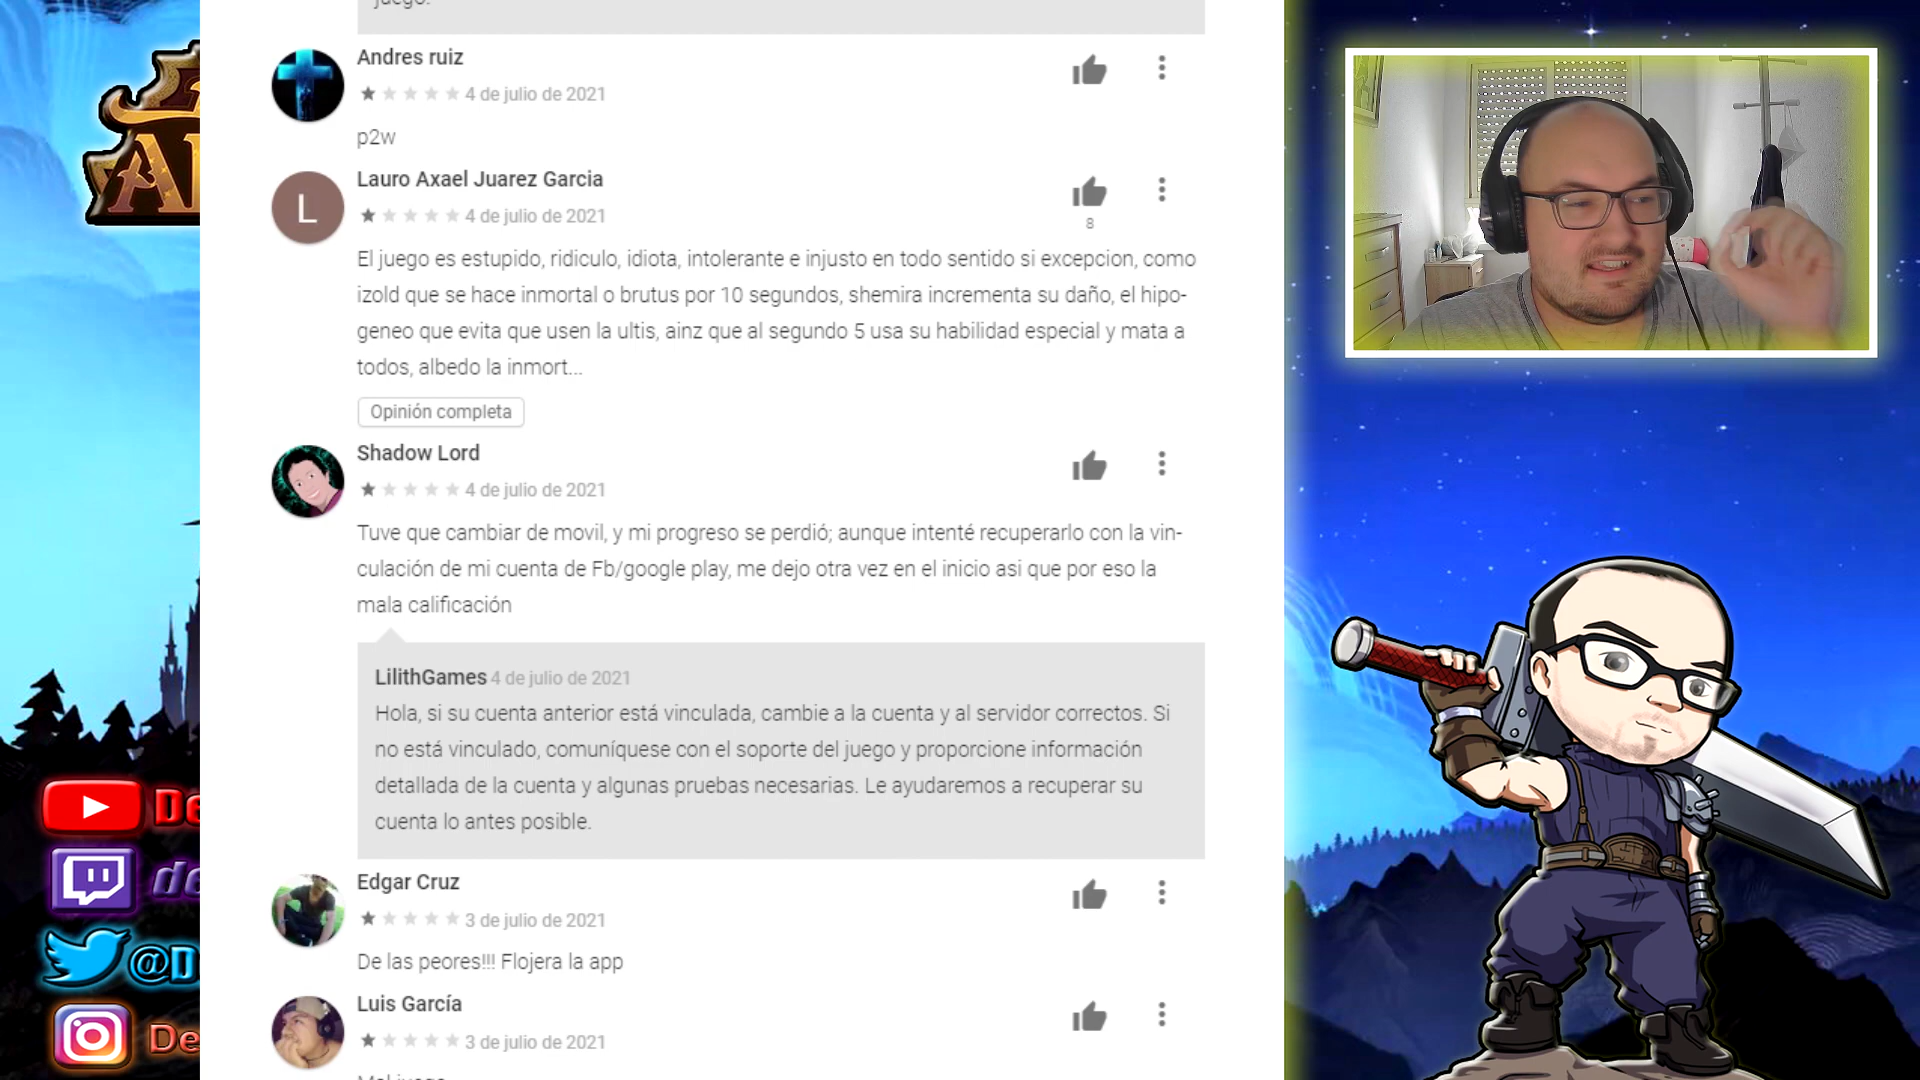 juego.
Andres ruiz
4 de julio de 2021
p2w
Lauro Axael Juarez Garcia
L
4 de julio de 2021
8
El juego es estupido, ridiculo, idiota, intolerante e injusto en todo sentido si excepcion, como
izold que se hace inmortal o brutus por 10 segundos, shemira incrementa su daño, el hipo-
geneo que evita que usen la ultis, ainz que al segundo 5 usa su habilidad especial y mata a
todos, albedo la inmort...
Opinión completa
Shadow Lord
4 de julio de 2021
Tuve que cambiar de movil, y mi progreso se perdió; aunque intenté recuperarlo con la vin-
culación de mi cuenta de Fb/google play, me dejo otra vez en el inicio asi que por eso la
mala calificación
LilithGames 4 de julio de 2021
Hola, si su cuenta anterior está vinculada, cambie a la cuenta y al servidor correctos. Si
no está vinculado, comuníquese con el soporte del juego y proporcione información
detallada de la cuenta y algunas pruebas necesarias. Le ayudaremos a recuperar su
cuenta lo antes posible.
Edgar Cruz
3 de julio de 2021
De las peores!!! Flojera la app
Luis García
3 de julio de 2021
De
de
@D
De